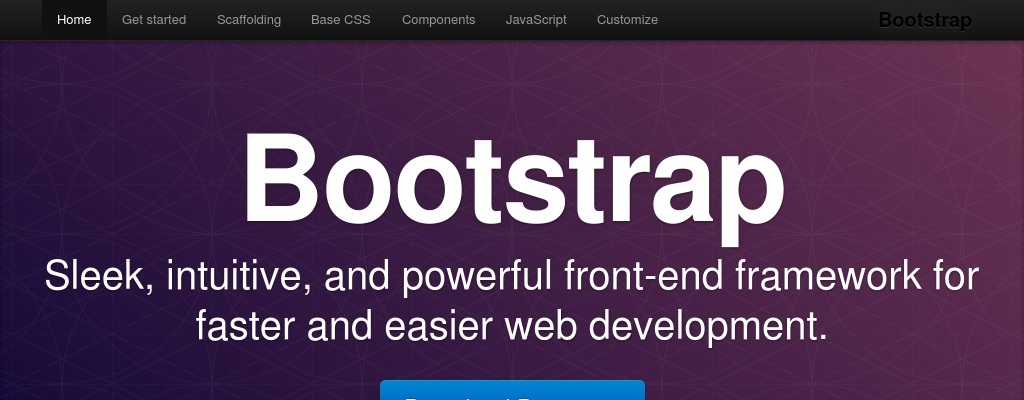 Home Get started Scaffolding Base CSS Components JavaScript Customize Bootstrap
Bootstrap
Sleek, intuitive, and powerful front-end framework for
faster and easier web development.